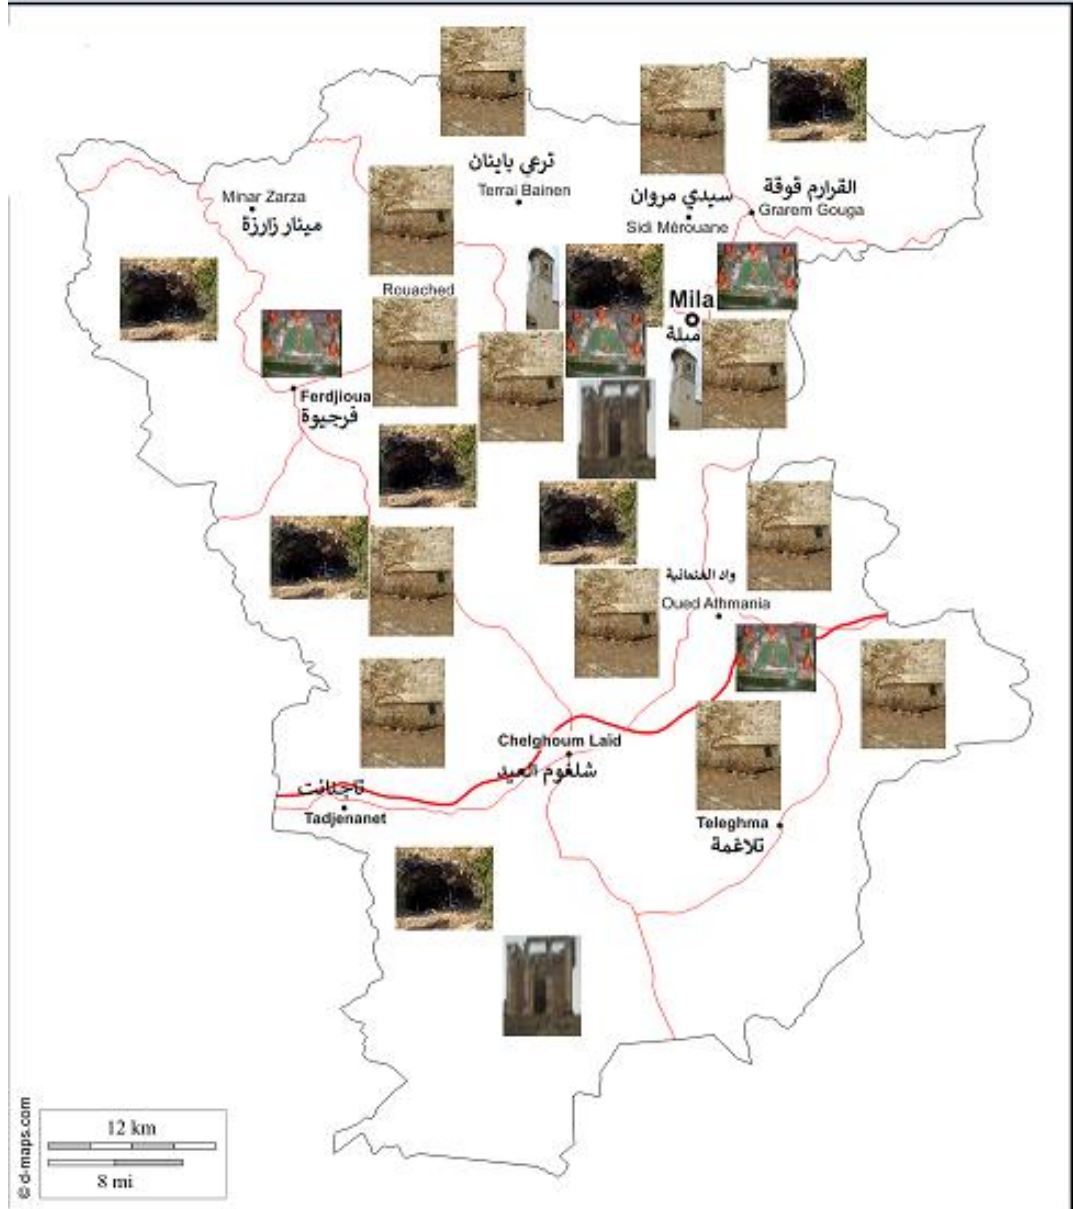 ترعي باينان
Terrai Bainen
Minar Zarza
مينار زارزة
سيدي مروان
Sidi Mérouane
القرارم قوقة
Grarem Gouga
Rouached
Mila
ميلة
Ferdjioua
فرجيوة
واد العثمانية
Oued Athmania
Chelghoum Laïd
شلغوم العيد
تاجنانت
Tadjenanet
Teleghma
تلاغمة
12 km
8 mi
© d-maps.com